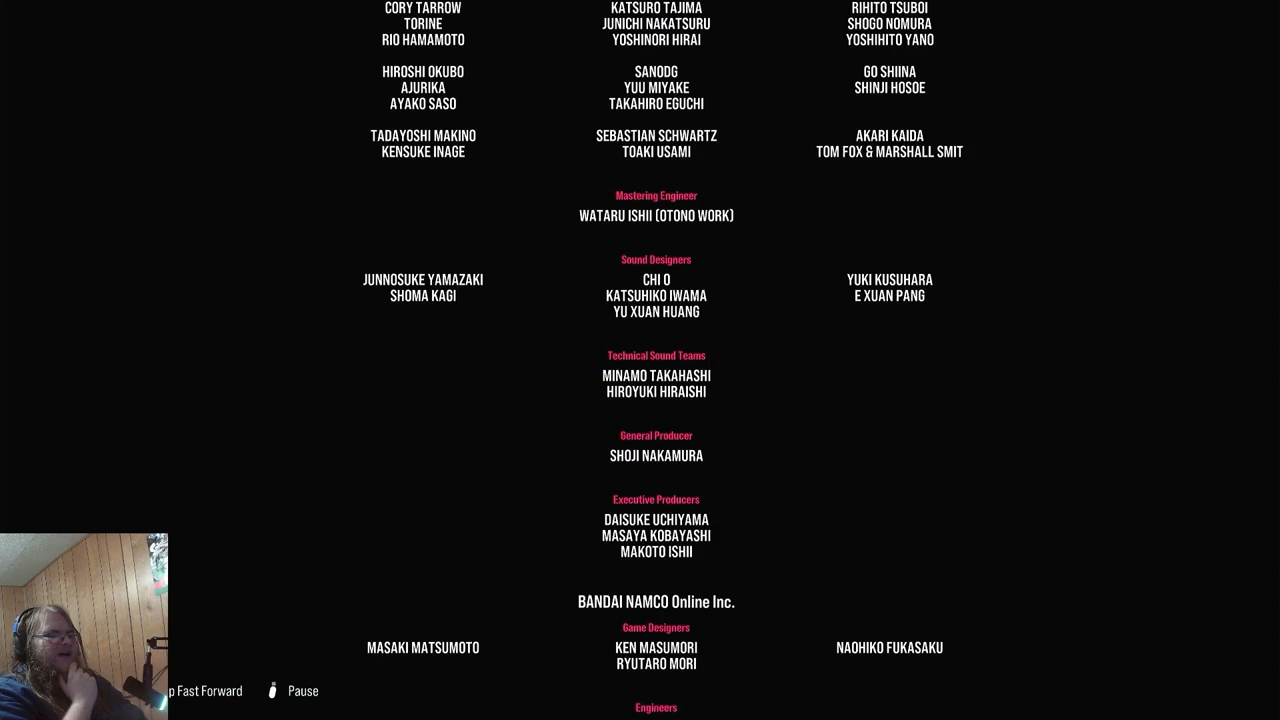 CORY TARROW KATSURO TAJIMA RIHITO TSUBOI
TORINE JUNICHI NAKATSURU SHOGO NOMURA
RIO HAMAMOTO YOSHINORI HIRAI YOSHIHITO YANO
HIROSHI OKUBO SANODG GO SHIINA
AJURIKA YUU MIYAKE SHINJI HOSOE
AYAKO SASO TAKAHIRO EGUCHI
TADAYOSHI MAKINO SEBASTIAN SCHWARTZ AKARI KAIDA
KENSUKE INAGE TOAKI USAMI TOM FOX & MARSHALL SMIT
Mastering Engineer
WATARU ISHII (OTONO WORK)
Sound Designers
JUNNOSUKE YAMAZAKI CHI O YUKI KUSUHARA
SHOMA KAGI KATSUHIKO IWAMA E XUAN PANG
YU XUAN HUANG
Technical Sound Teams
MINAMO TAKAHASHI
HIROYUKI HIRAISHI
General Producer
SHOJI NAKAMURA
Executive Producers
DAISUKE UCHIYAMA
MASAYA KOBAYASHI
MAKOTO ISHII
BANDAI NAMCO Online Inc.
Game Designers
MASAKI MATSUMOTO KEN MASUMORI NAOHIKO FUKASAKU
RYUTARO MORI
p Fast Forward Pause
Engineers